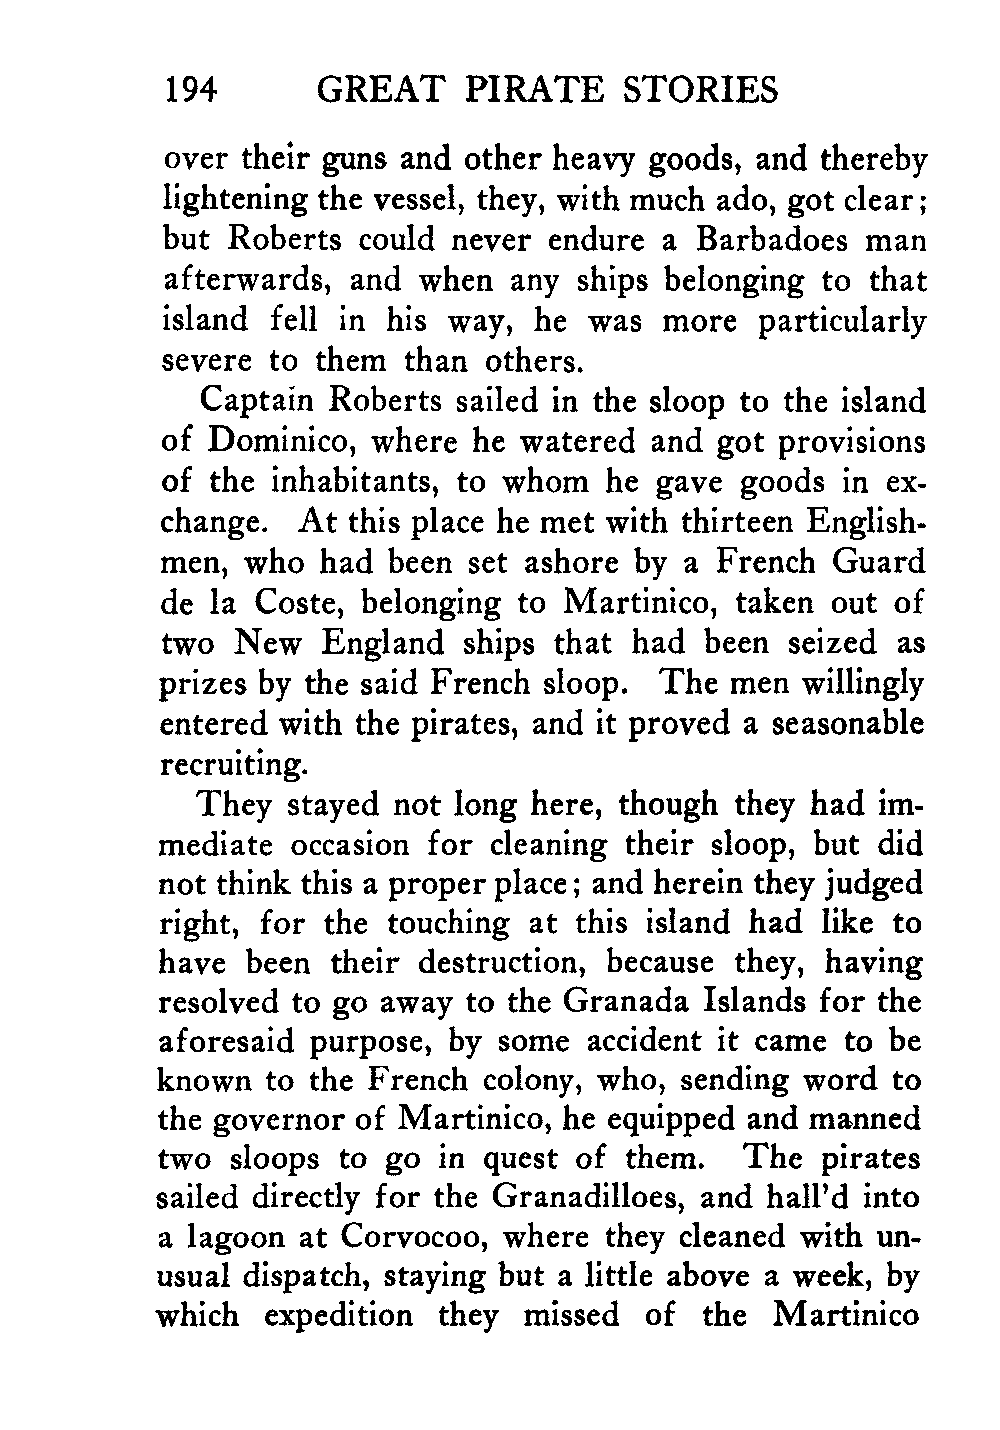 194 GREAT PIRATE STORIES
over their guns and other heavy goods, and thereby
lightening the vessel, they, with much ado, got clear;
but Roberts could never endure a Barbadoes man
afterwards, and when any ships belonging to that
island fell in his way, he was more particularly
severe to them than others.
Captain Roberts sailed in the sloop to the island
of Dominico, where he watered and got provisions
of the inhabitants, to whom he gave goods in ex-
change. At this place he met with thirteen English-
men, who had been set ashore by a French Guard
de la Coste, belonging to Martinico, taken out of
two New England ships that had been seized as
prizes by the said French sloop. The men willingly
entered with the pirates, and it proved a seasonable
recruiting.
They stayed not long here, though they had im-
mediate occasion for cleaning their sloop, but did
not think this a proper place; and herein they judged
right, for the touching at this island had like to
have been their destruction, because they, having
resolved to go away to the Granada Islands for the
aforesaid purpose, by some accident it came to be
known to the French colony, who, sending word to
the governor of Martinico, he equipped and manned
two sloops to go in quest of them. The pirates
sailed directly for the Granadilloes, and hall'd into
a lagoon at Corvocoo, where they cleaned with un-
usual dispatch, staying but a little above a week, by
which expedition they missed of the Martinico